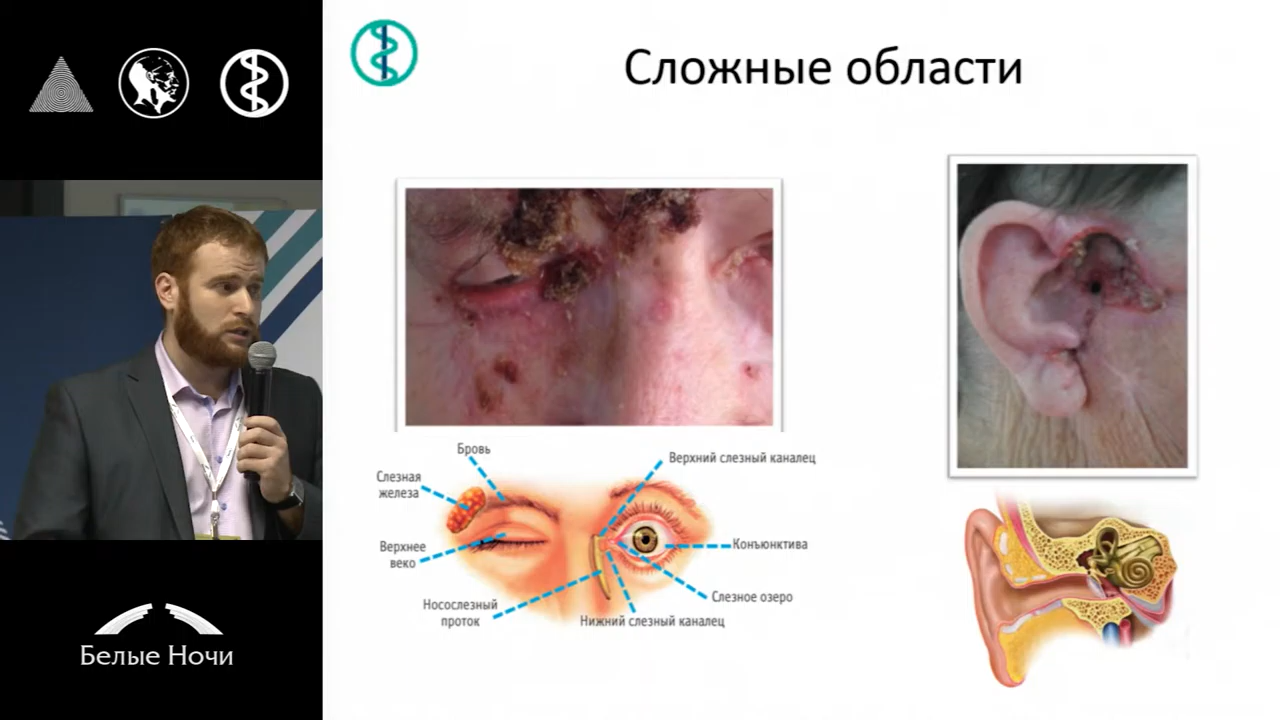 Сложные области
Бровь
Слезная
железа
Верхнее
веко
Носослезный
проток
Верхний слезный каналец
Конъюнктива
Слезное озеро
Нижний слезный каналец
Белые Ночи